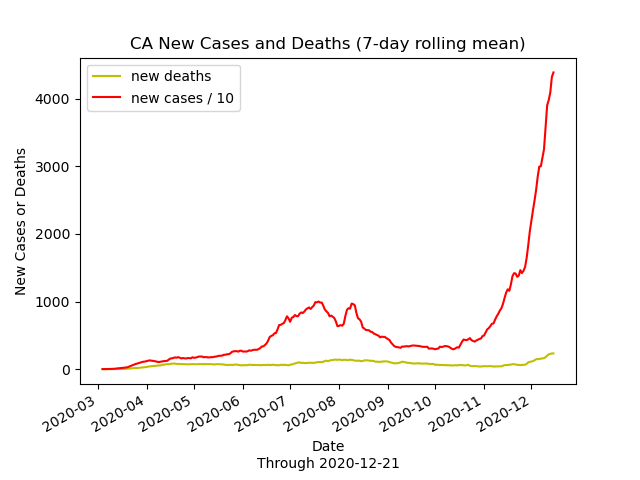 CA New Cases and Deaths (7-day rolling mean)
new deaths
new cases / 10
New Cases or Deaths
4000
3000
2000
1000
0
2020-03
2020-04
2020-05
2020-06
2020-07
2020-08
2020-09
2020-10
2020-11
2020-12
Date
Through 2020-12-21